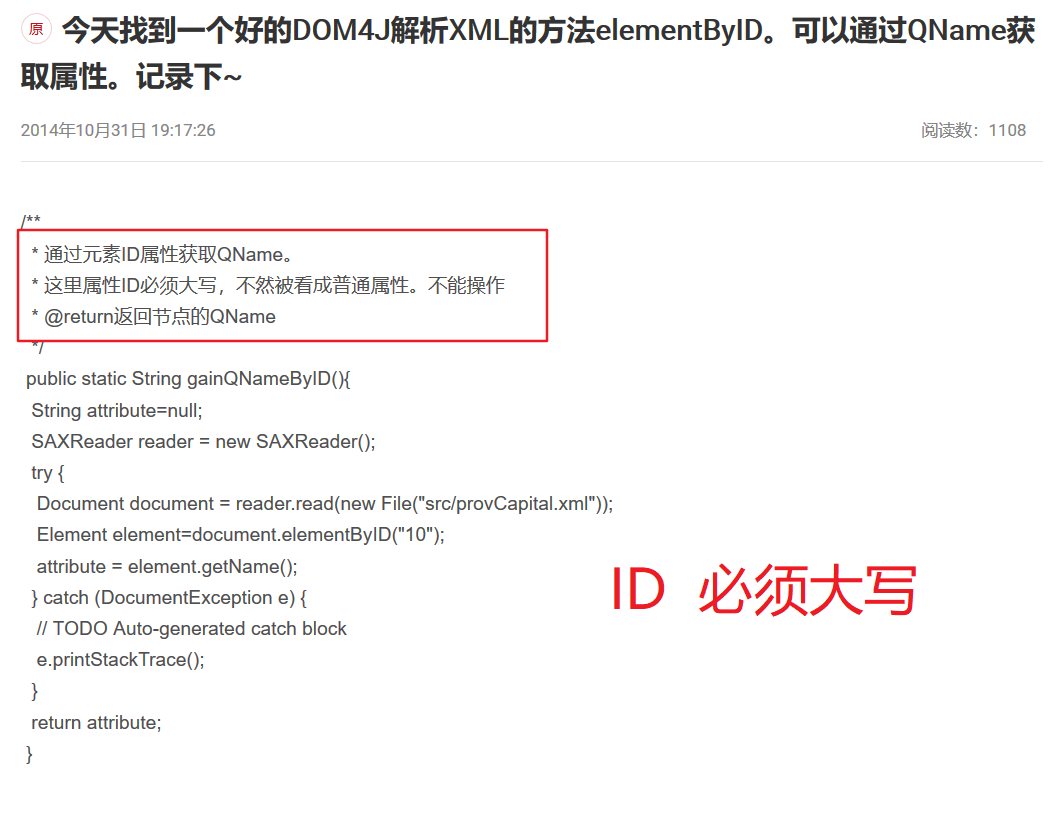 原 今天找到一个好的DOM4J解析XML的方法elementByID。可以通过QName获
取属性。记录下~
2014年10月31日 19:17:26 阅读数：1108
/**
* 通过元素ID属性获取QName。
* 这里属性ID必须大写，不然被看成普通属性。不能操作
* @return返回节点的QName
*/
public static String gainQNameByID(){
String attribute=null;
SAXReader reader = new SAXReader();
try {
Document document = reader.read(new File("src/provCapital.xml"));
Element element=document.elementByID("10");
attribute = element.getName();
} catch (DocumentException e) {
// TODO Auto-generated catch block
e.printStackTrace();
}
return attribute;
}
ID 必须大写